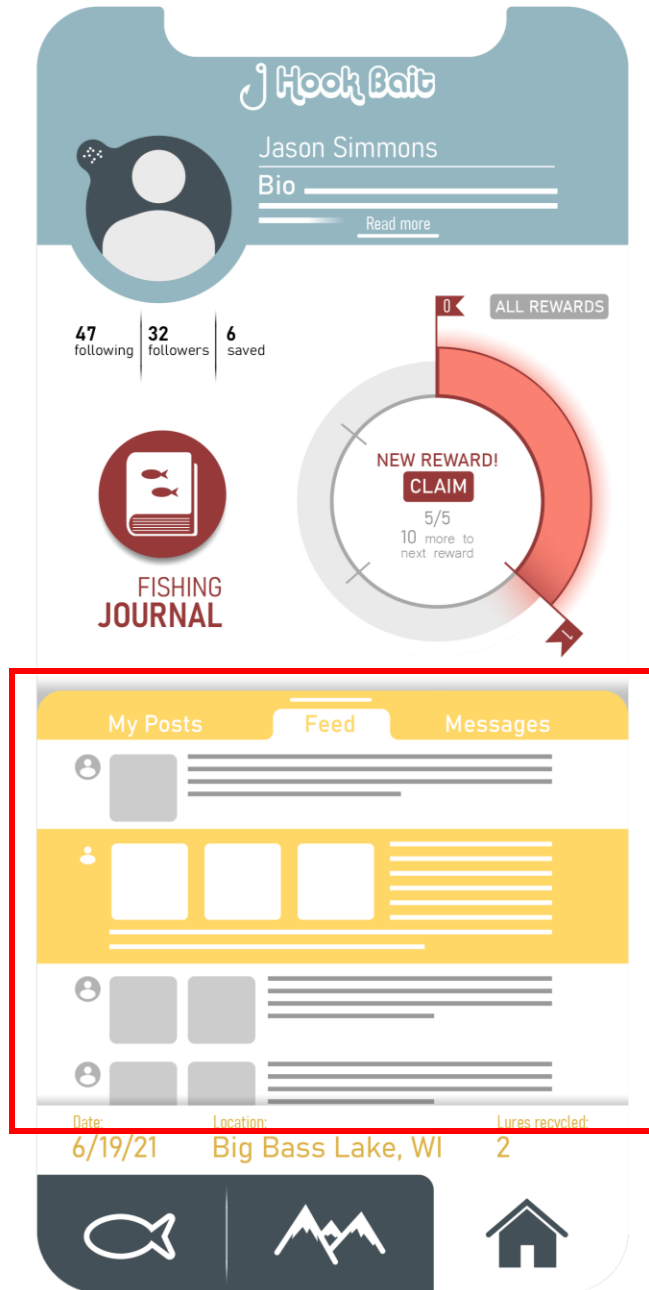 Hook Bait
Jason Simmons
Bio
Read more
47 following
32 followers
6 saved
0
ALL REWARDS
NEW REWARD!
CLAIM
5/5
10 more to
next reward
1
FISHING
JOURNAL
My Posts Feed Messages
Date: Location: Lures recycled:
6/19/21 Big Bass Lake, WI 2